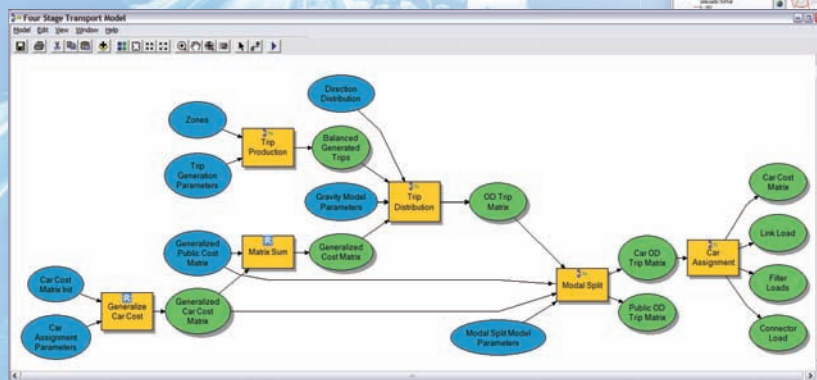 Four Stage Transport Model
Model Edit View Window Help
Direction
Distribution
Zones
Trip
Production
Balanced
Generated
Trips
Trip
Generation
Parameters
Gravity Model
Parameters
Trip
Distribution
OD Trip
Matrix
Car Cost
Matrix
Link Load
Generalized
Public Cost
Matrix
Matrix Sum
Generalized
Cost Matrix
Car OD
Trip Matrix
Car
Assignment
Car Cost
Matrix Init
Generalize
Car Cost
Generalized
Car Cost
Matrix
Modal Split
Filter
Loads
Public OD
Trip Matrix
Car
Assignment
Parameters
Modal Split Model
Parameters
Connector
Load